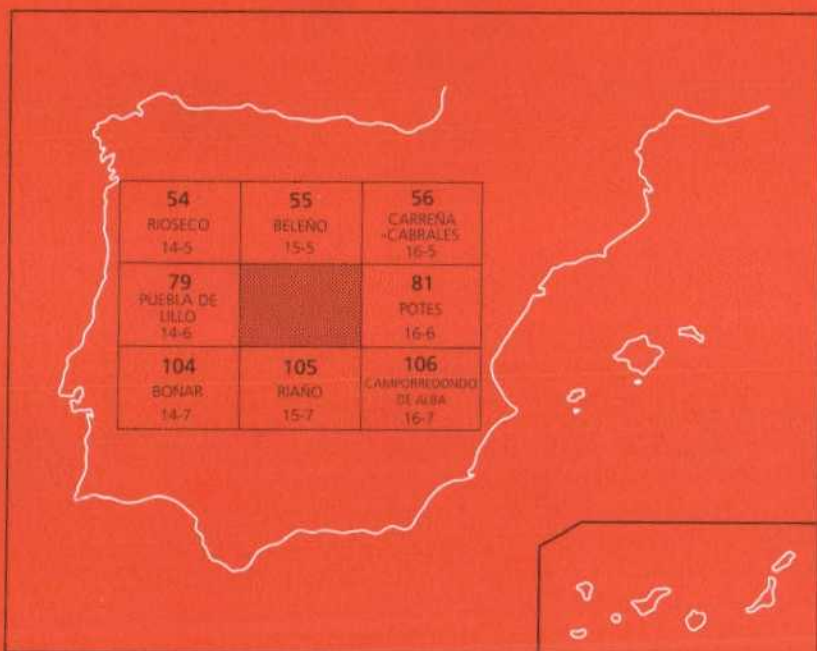 54
RIOSECO
14-5
55
BELEÑO
15-5
56
CARREÑA
-CABRALES
16-5
79
PUEBLA DE
LILLO
14-6
81
POTES
16-6
104
BOÑAR
14-7
105
RIAÑO
15-7
106
CAMPORREDONDO
DE ALBA
16-7